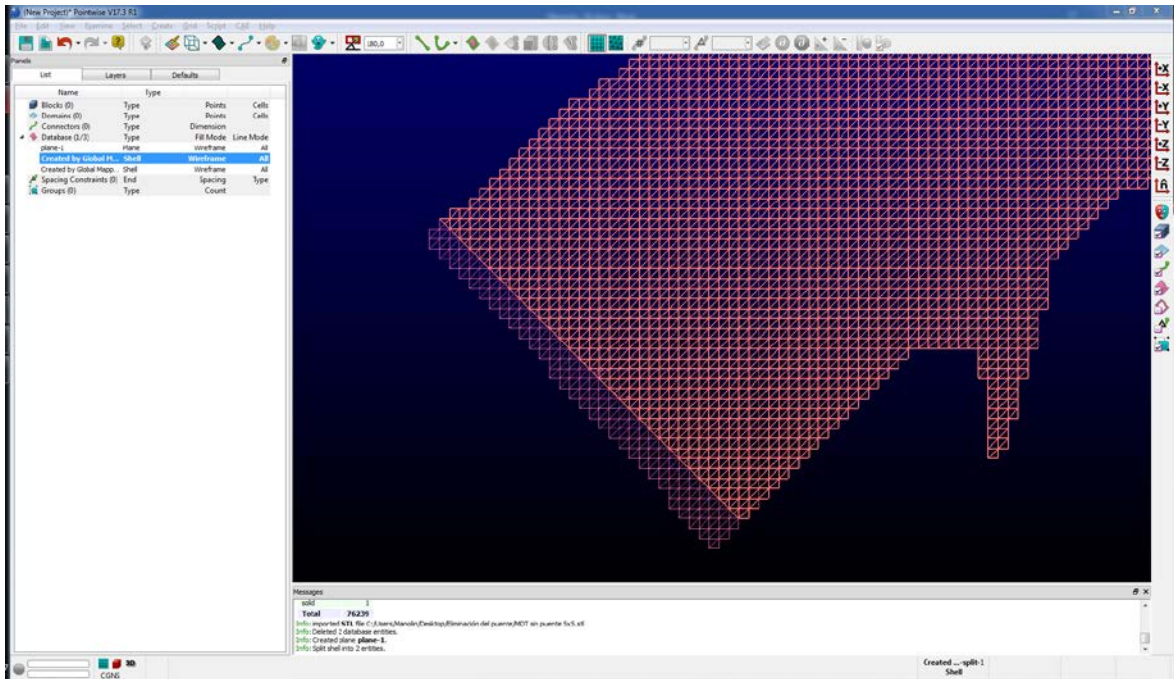 (New Project)* Pointwise V17.3 R1
File Edit View Examine Select Create Grid Script CAE Help
180,0
Panels
List Layers Defaults
Name Type
Blocks (0) Type Points Cells
Domains (0) Type Points Cells
Connectors (0) Type Dimension
Database (1/3) Type Fill Mode Line Mode
plane-1 Plane Wireframe All
Created by Global M... Shell Wireframe All
Created by Global Mapp... Shell Wireframe All
Spacing Constraints (0) End Spacing Type
Groups (0) Type Count
+X
-X
+Y
-Y
+Z
-Z
Messages
solid 1
Total 76239
Info: imported STL file C:/Users/Manolin/Desktop/Eliminación del puente/MDT sin puente 5x5.stl
Info: Deleted 2 database entities.
Info: Created plane plane-1.
Info: Split shell into 2 entities.
3D
CGNS
Created ...-split-1
Shell